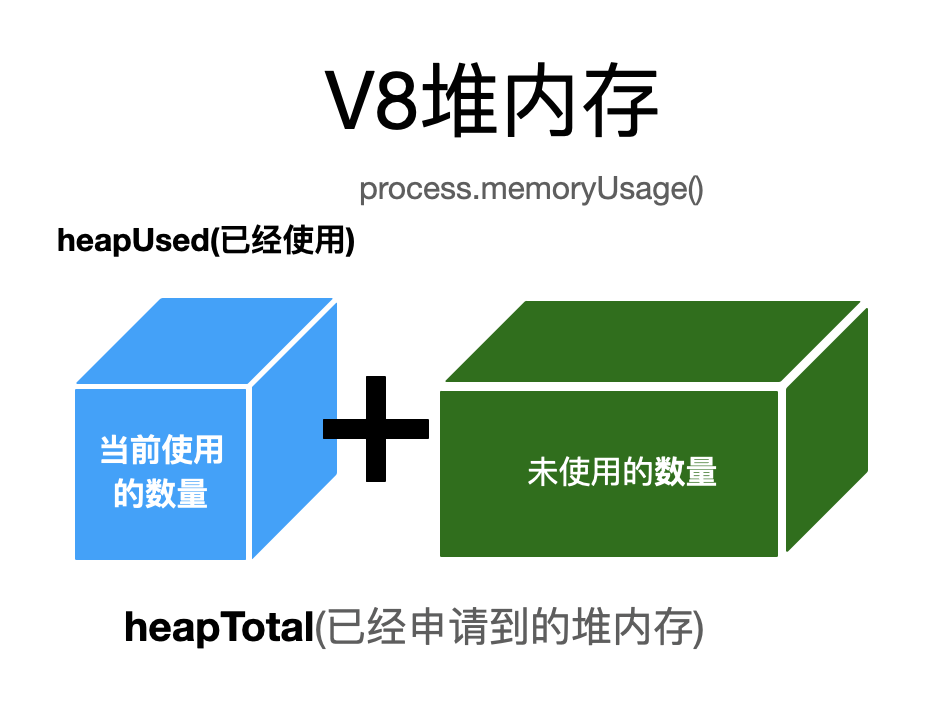 V8堆内存
process.memoryUsage()
heapUsed(已经使用)
当前使用
的数量
未使用的数量
heapTotal(已经申请到的堆内存)